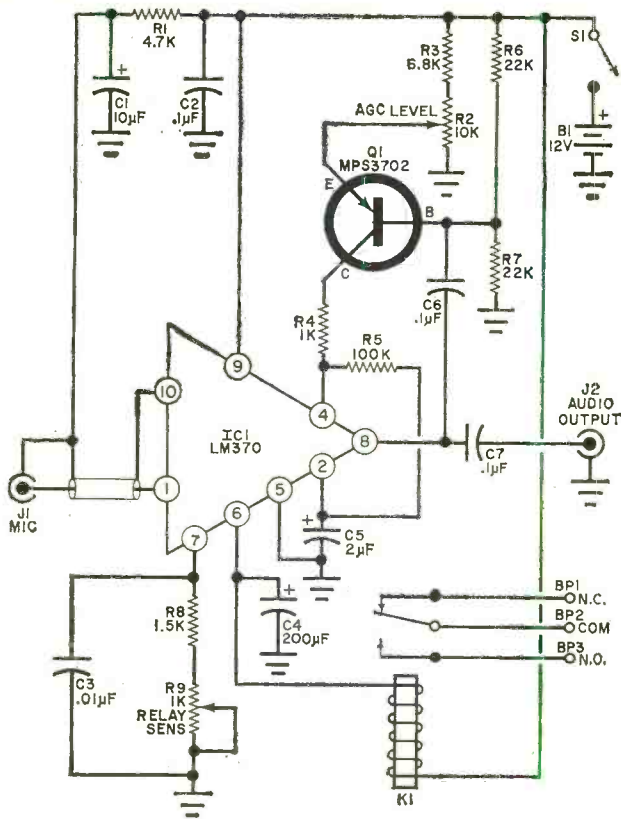 R1
4.7K
+
C1
10µF
C2
.1µF
R3
6.8K
R6
22K
S1
AGC LEVEL
R2
10K
+
B1
12V
Q1
MPS3702
E
B
C
R7
22K
C6
.1µF
R4
1K
R5
100K
9
10
4
J2
AUDIO
OUTPUT
IC1
LM370
8
C7
.1µF
1
2
5
6
7
J1
MIC
+
C5
2µF
+
C4
200µF
R8
1.5K
C3
.01µF
R9
1K
RELAY
SENS
BP1
N.C.
BP2
COM
BP3
N.O.
K1